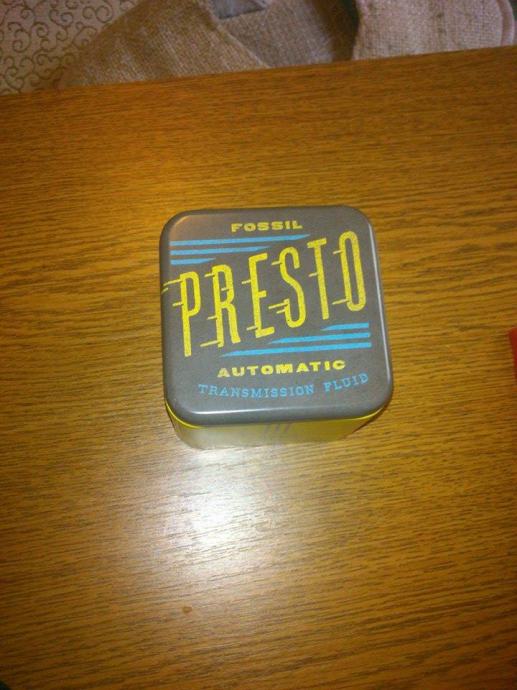 FOSSIL
PRESTO
AUTOMATIC
TRANSMISSION FLUID